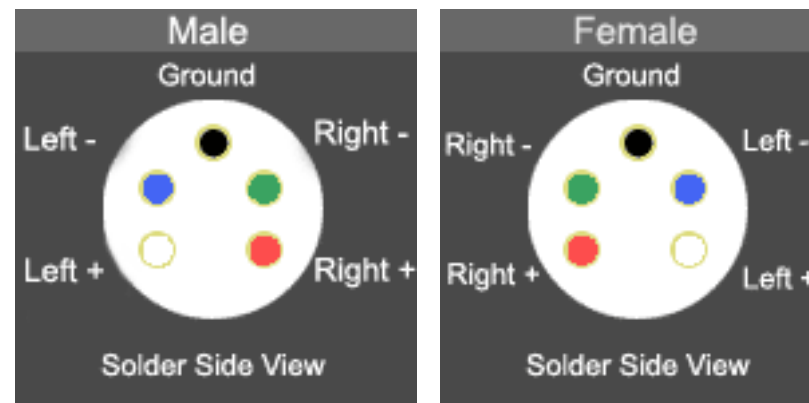 Male
Ground
Left - Right -
Left + Right +
Solder Side View
Female
Ground
Right - Left -
Right + Left +
Solder Side View